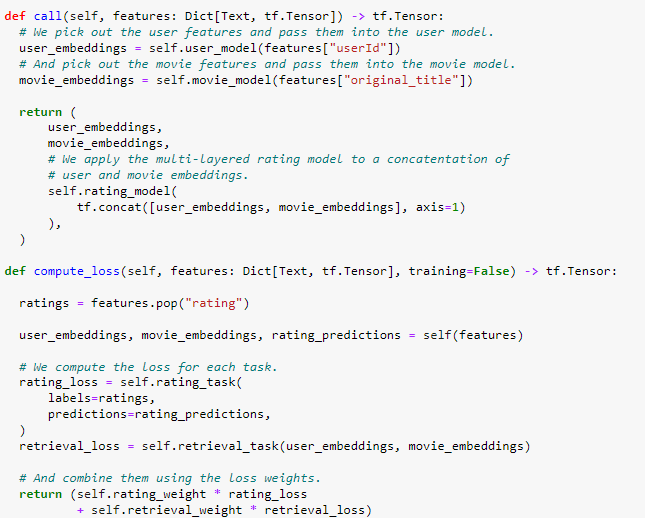 def call(self, features: Dict[Text, tf.Tensor]) -> tf.Tensor:
  # We pick out the user features and pass them into the user model.
  user_embeddings = self.user_model(features["userId"])
  # And pick out the movie features and pass them into the movie model.
  movie_embeddings = self.movie_model(features["original_title"])

  return (
      user_embeddings,
      movie_embeddings,
      # We apply the multi-layered rating model to a concatentation of
      # user and movie embeddings.
      self.rating_model(
          tf.concat([user_embeddings, movie_embeddings], axis=1)
      ),
  )

def compute_loss(self, features: Dict[Text, tf.Tensor], training=False) -> tf.Tensor:

  ratings = features.pop("rating")

  user_embeddings, movie_embeddings, rating_predictions = self(features)

  # We compute the loss for each task.
  rating_loss = self.rating_task(
      labels=ratings,
      predictions=rating_predictions,
  )
  retrieval_loss = self.retrieval_task(user_embeddings, movie_embeddings)

  # And combine them using the loss weights.
  return (self.rating_weight * rating_loss
          + self.retrieval_weight * retrieval_loss)